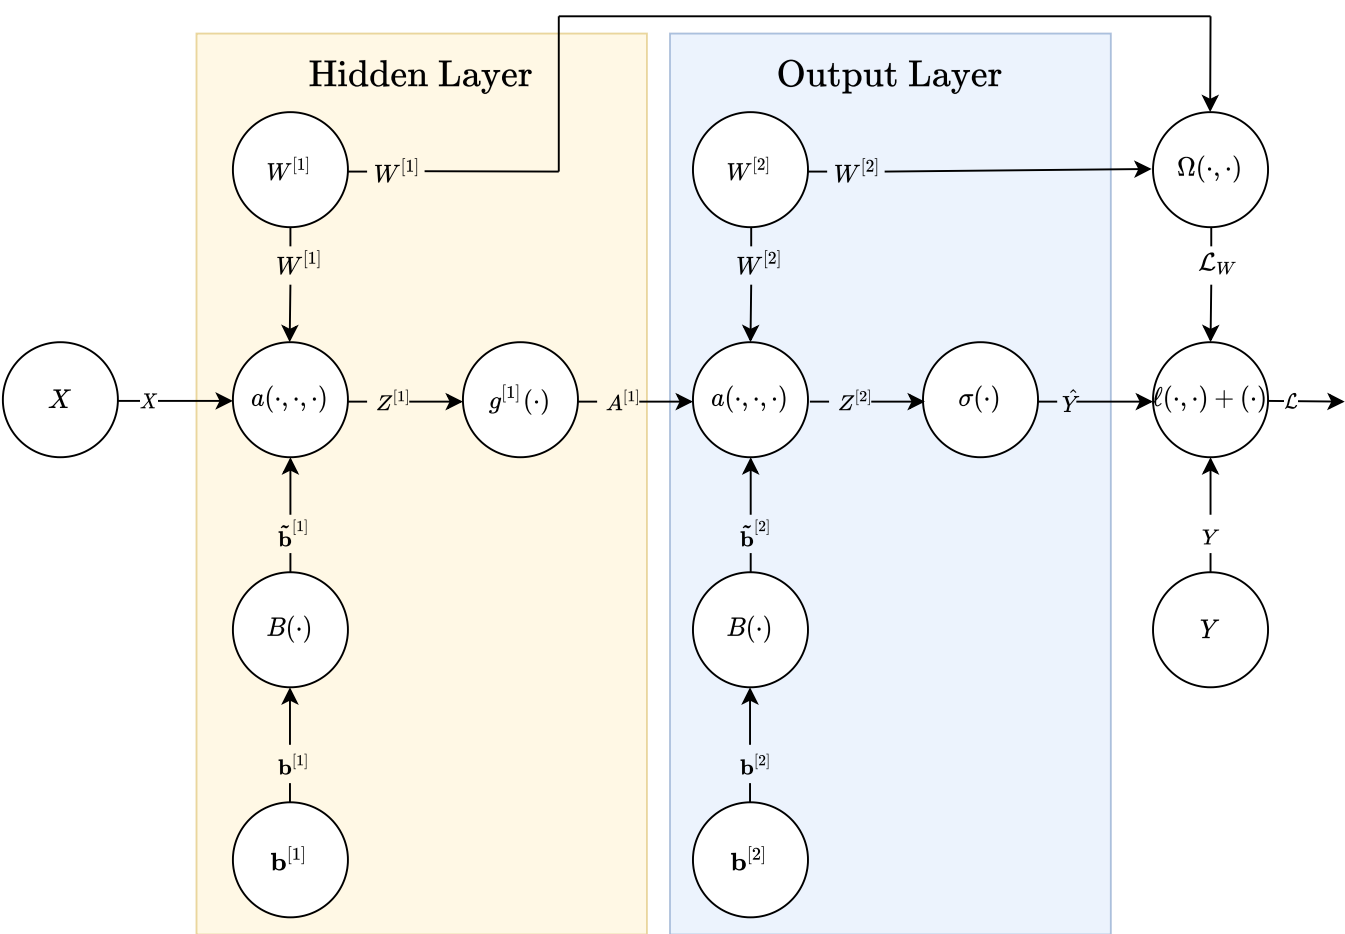 Hidden Layer
Output Layer
W^{[1]}
W^{[1]}
W^{[2]}
W^{[2]}
Ω(·,·)
W^{[1]}
W^{[2]}
ℒ_W
X
X
a(·,·,·)
Z^{[1]}
g^{[1]}(·)
A^{[1]}
a(·,·,·)
Z^{[2]}
σ(·)
Ŷ
ℓ(·,·) + (·)
ℒ
b̃^{[1]}
b̃^{[2]}
Y
B(·)
B(·)
Y
b^{[1]}
b^{[2]}
b^{[1]}
b^{[2]}